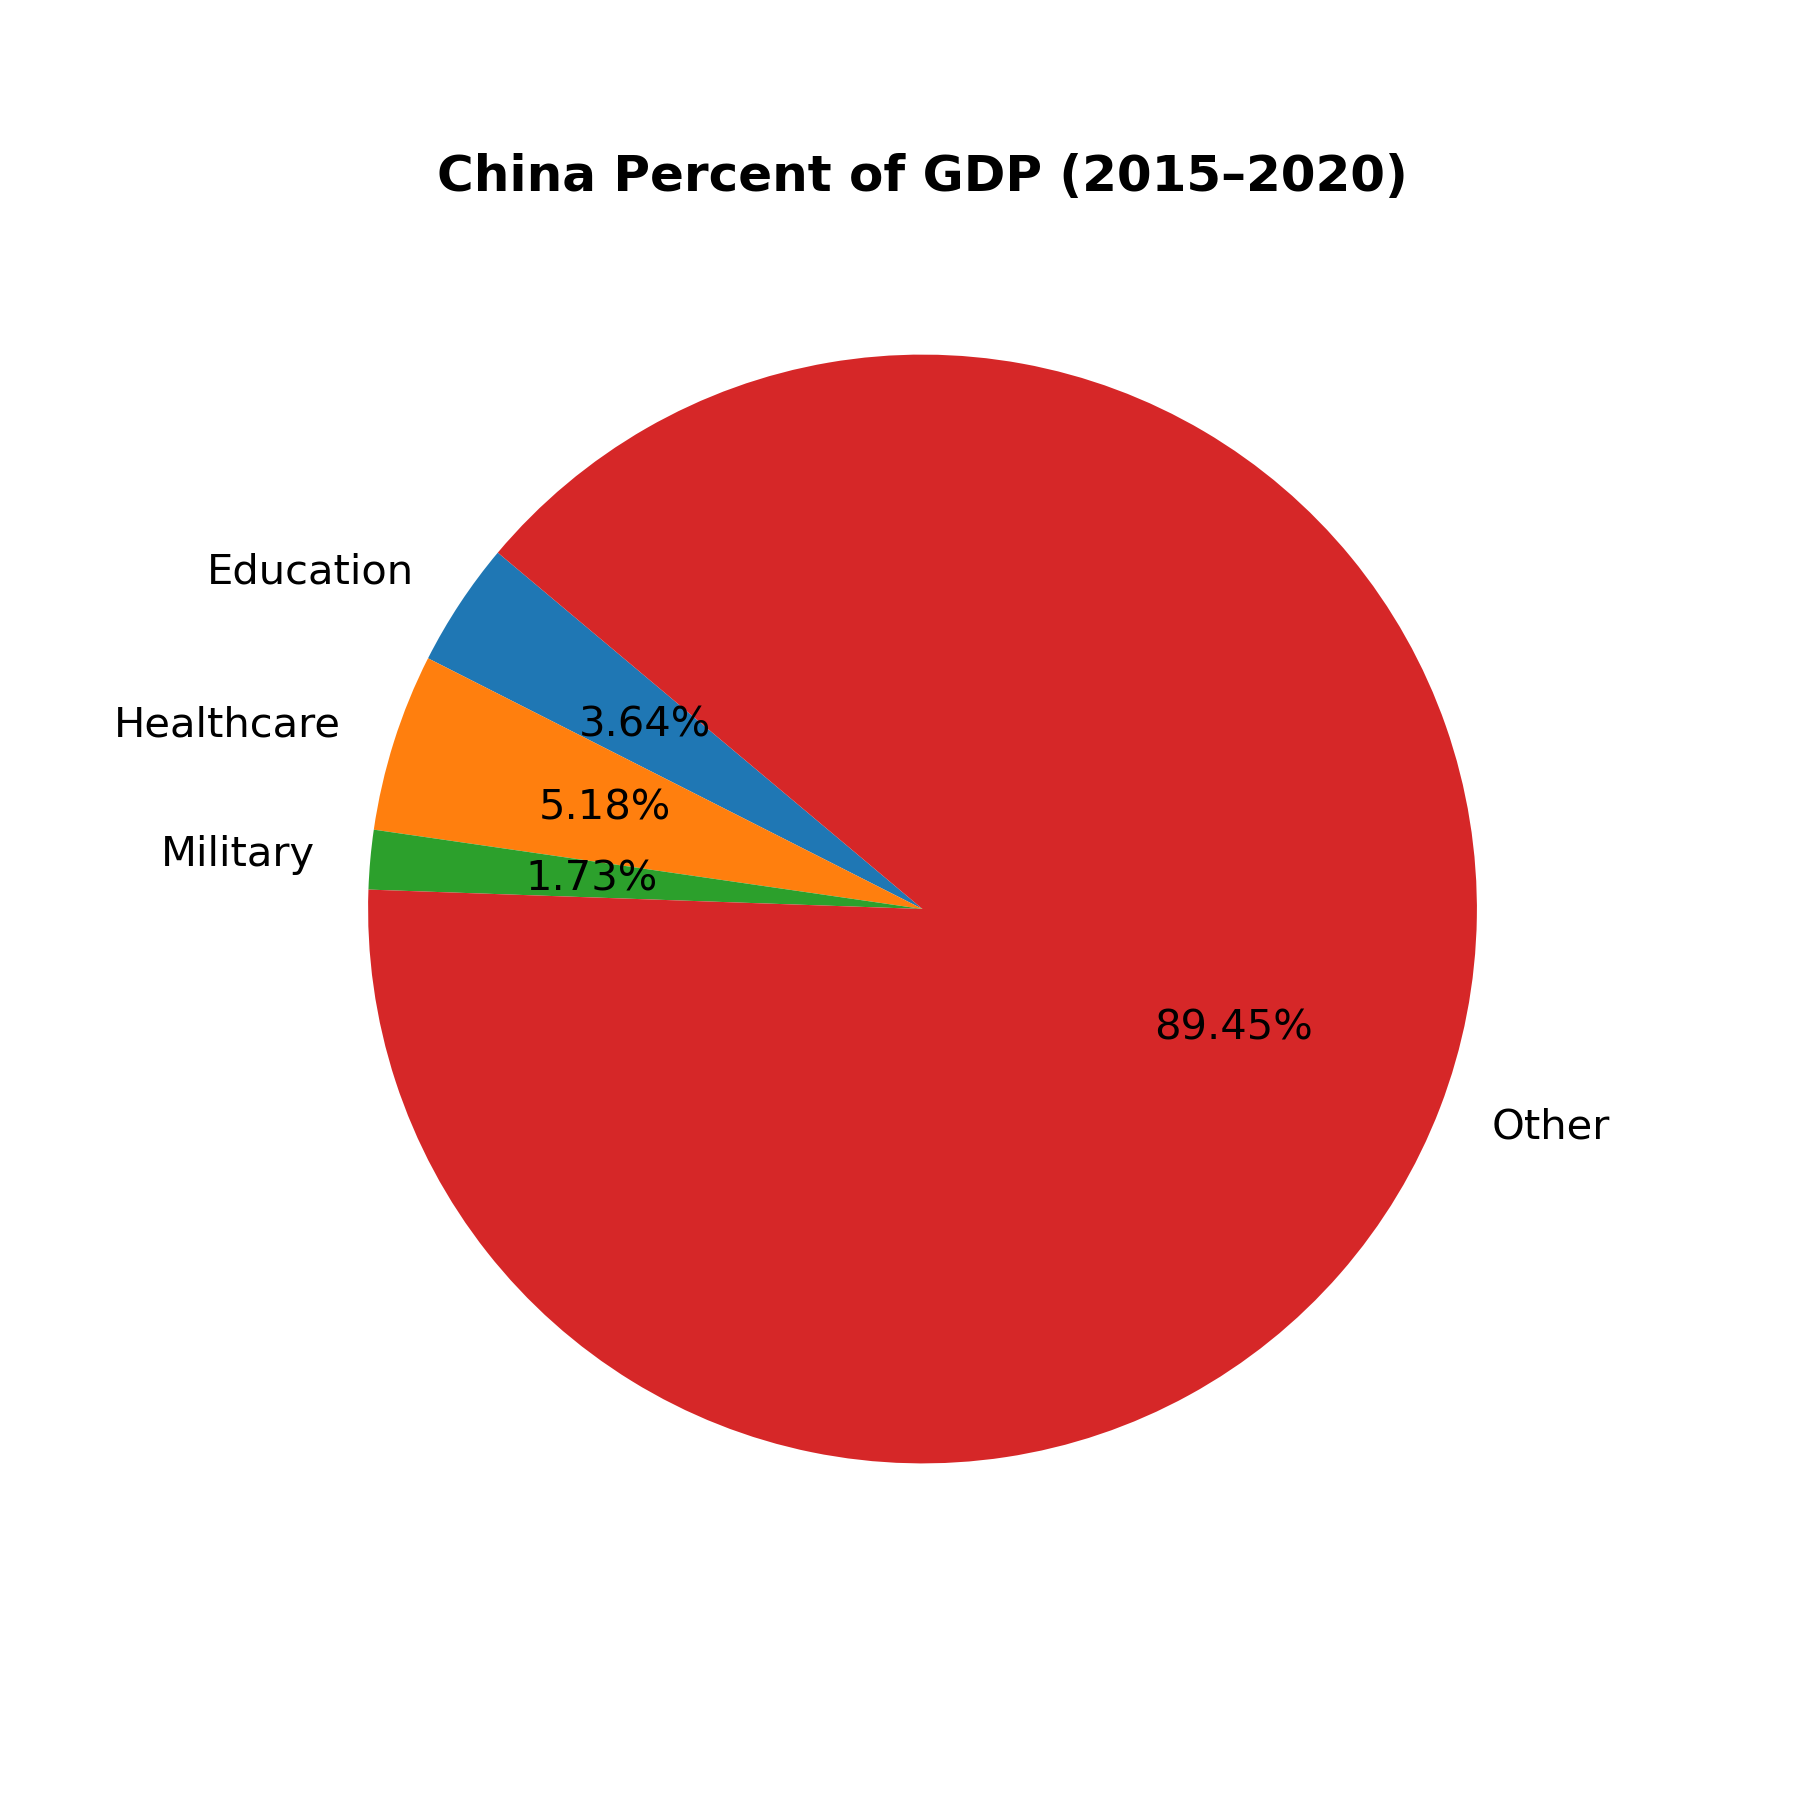 China Percent of GDP (2015–2020)
Education
3.64%
Healthcare
5.18%
Military
1.73%
89.45%
Other